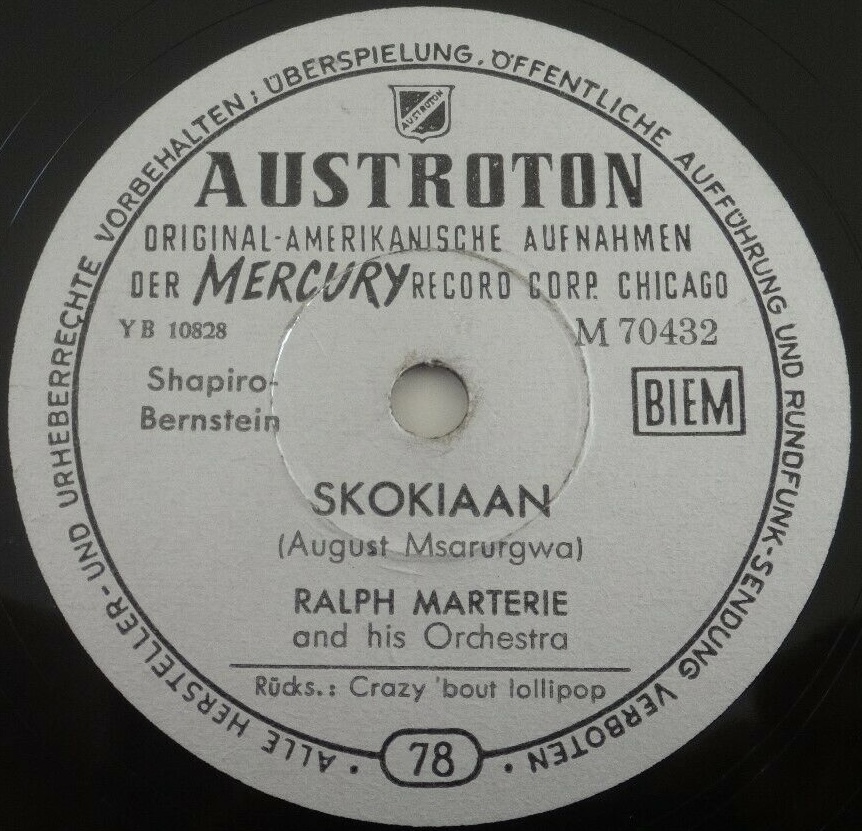 ALLE HERSTELLER- UND URHEBERRECHTE VORBEHALTEN; ÜBERSPIELUNG, ÖFFENTLICHE AUFFÜHRUNG UND RUNDFUNK-SENDUNG VERBOTEN
AUSTROTON
AUSTROTON
ORIGINAL-AMERIKANISCHE AUFNAHMEN
DER MERCURY RECORD CORP. CHICAGO
YB 10828 M 70432
Shapiro-
Bernstein
BIEM
SKOKIAAN
(August Msarurgwa)
RALPH MARTERIE
and his Orchestra
Rücks.: Crazy 'bout lollipop
78